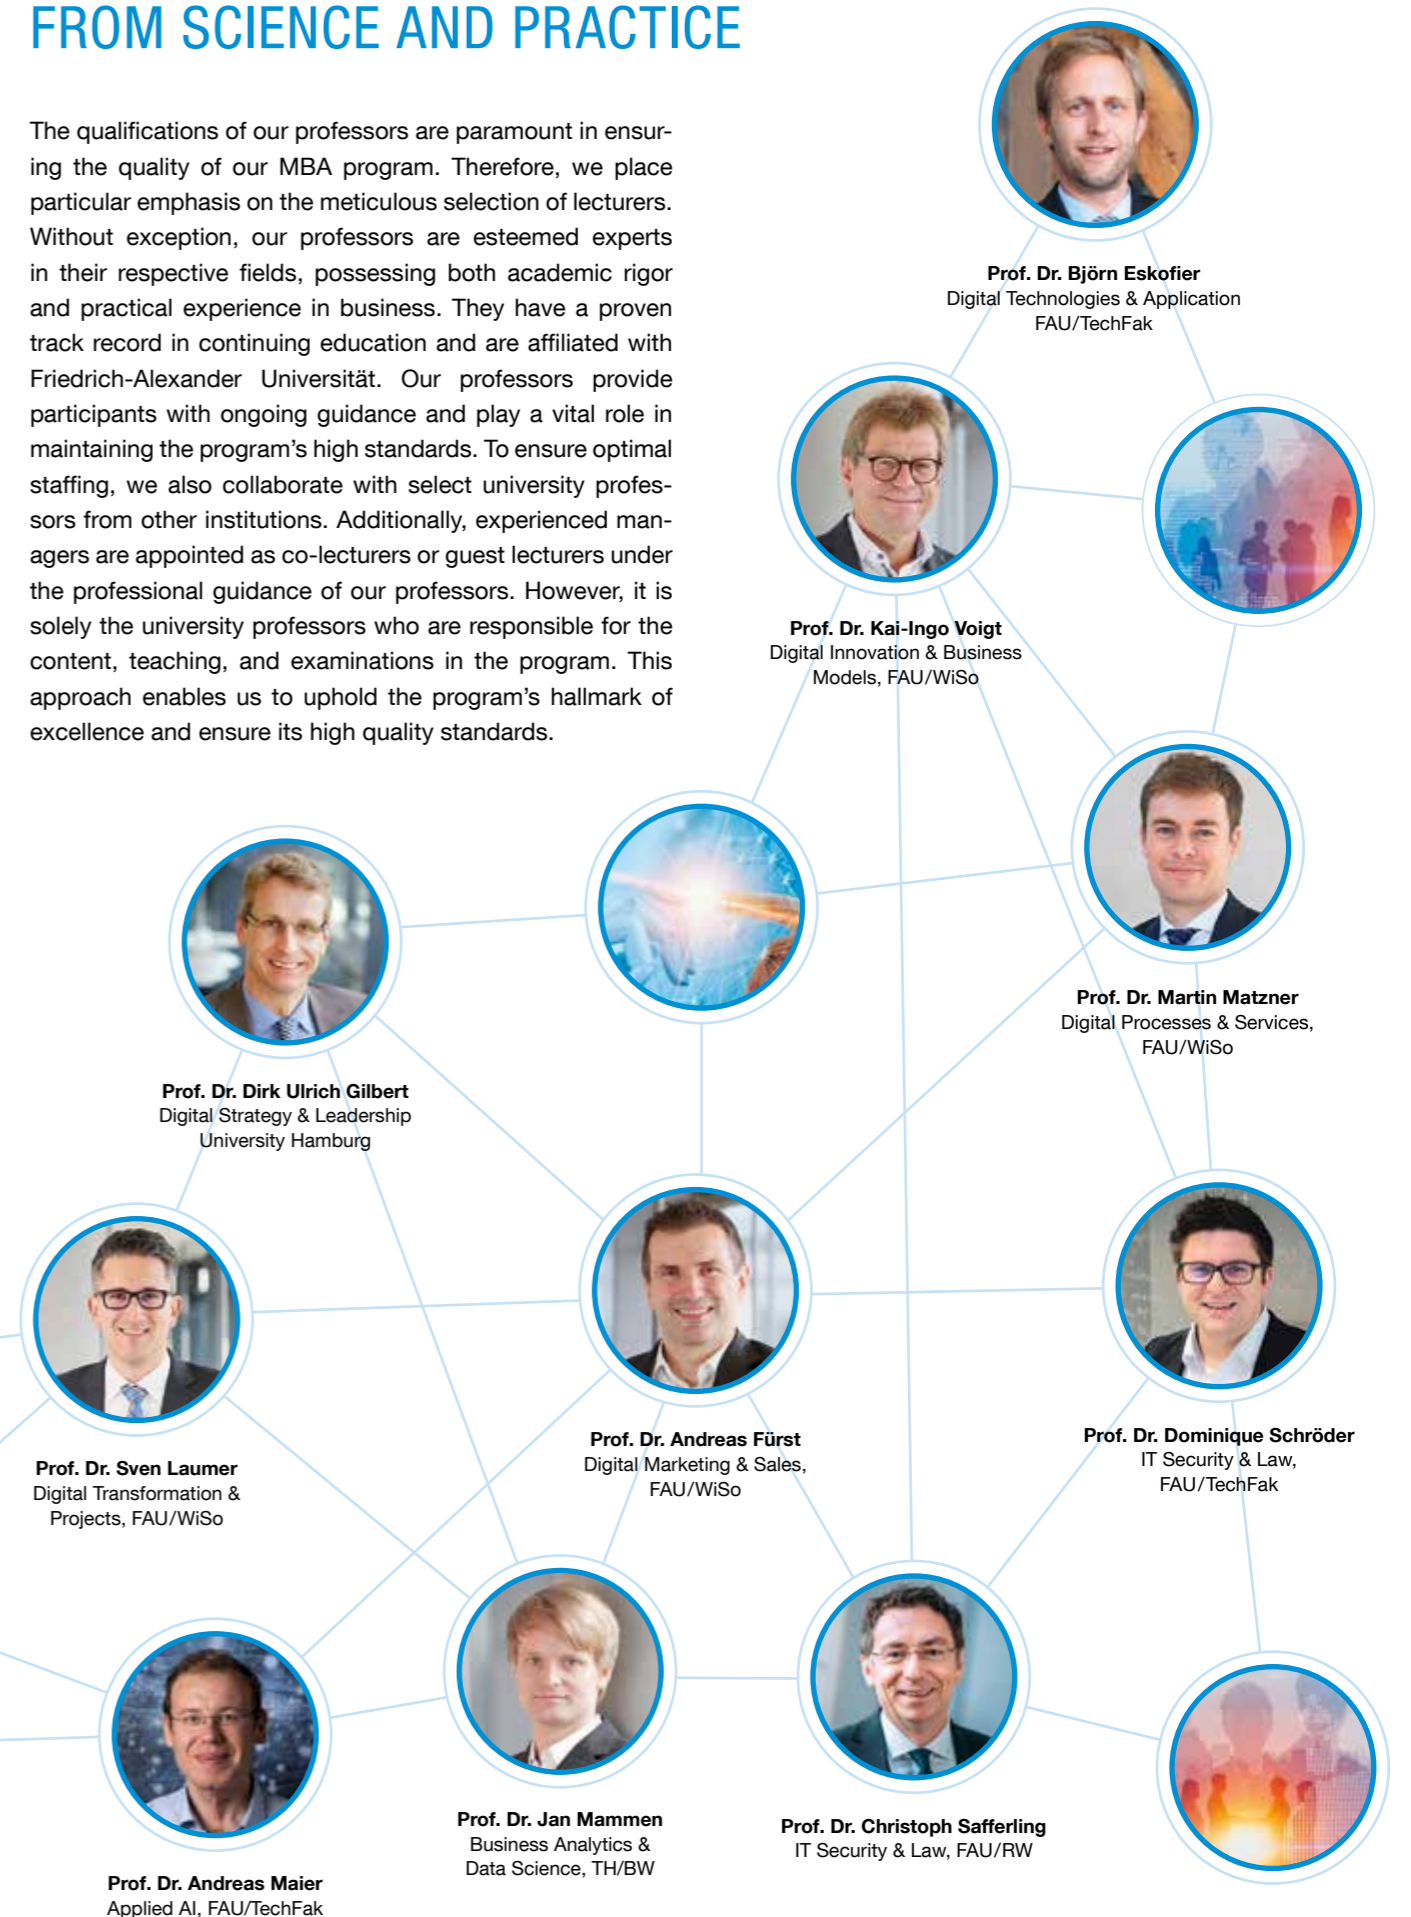 FROM SCIENCE AND PRACTICE
The qualifications of our professors are paramount in ensur-
ing the quality of our MBA program. Therefore, we place
particular emphasis on the meticulous selection of lecturers.
Without exception, our professors are esteemed experts
in their respective fields, possessing both academic rigor
and practical experience in business. They have a proven
track record in continuing education and are affiliated with
Friedrich-Alexander Universität. Our professors provide
participants with ongoing guidance and play a vital role in
maintaining the program’s high standards. To ensure optimal
staffing, we also collaborate with select university profes-
sors from other institutions. Additionally, experienced man-
agers are appointed as co-lecturers or guest lecturers under
the professional guidance of our professors. However, it is
solely the university professors who are responsible for the
content, teaching, and examinations in the program. This
approach enables us to uphold the program’s hallmark of
excellence and ensure its high quality standards.
Prof. Dr. Björn Eskofier
Digital Technologies & Application
FAU/TechFak
Prof. Dr. Kai-Ingo Voigt
Digital Innovation & Business
Models, FAU/WiSo
Prof. Dr. Martin Matzner
Digital Processes & Services,
FAU/WiSo
Prof. Dr. Dirk Ulrich Gilbert
Digital Strategy & Leadership
University Hamburg
Prof. Dr. Sven Laumer
Digital Transformation &
Projects, FAU/WiSo
Prof. Dr. Andreas Fürst
Digital Marketing & Sales,
FAU/WiSo
Prof. Dr. Dominique Schröder
IT Security & Law,
FAU/TechFak
Prof. Dr. Andreas Maier
Applied AI, FAU/TechFak
Prof. Dr. Jan Mammen
Business Analytics &
Data Science, TH/BW
Prof. Dr. Christoph Safferling
IT Security & Law, FAU/RW